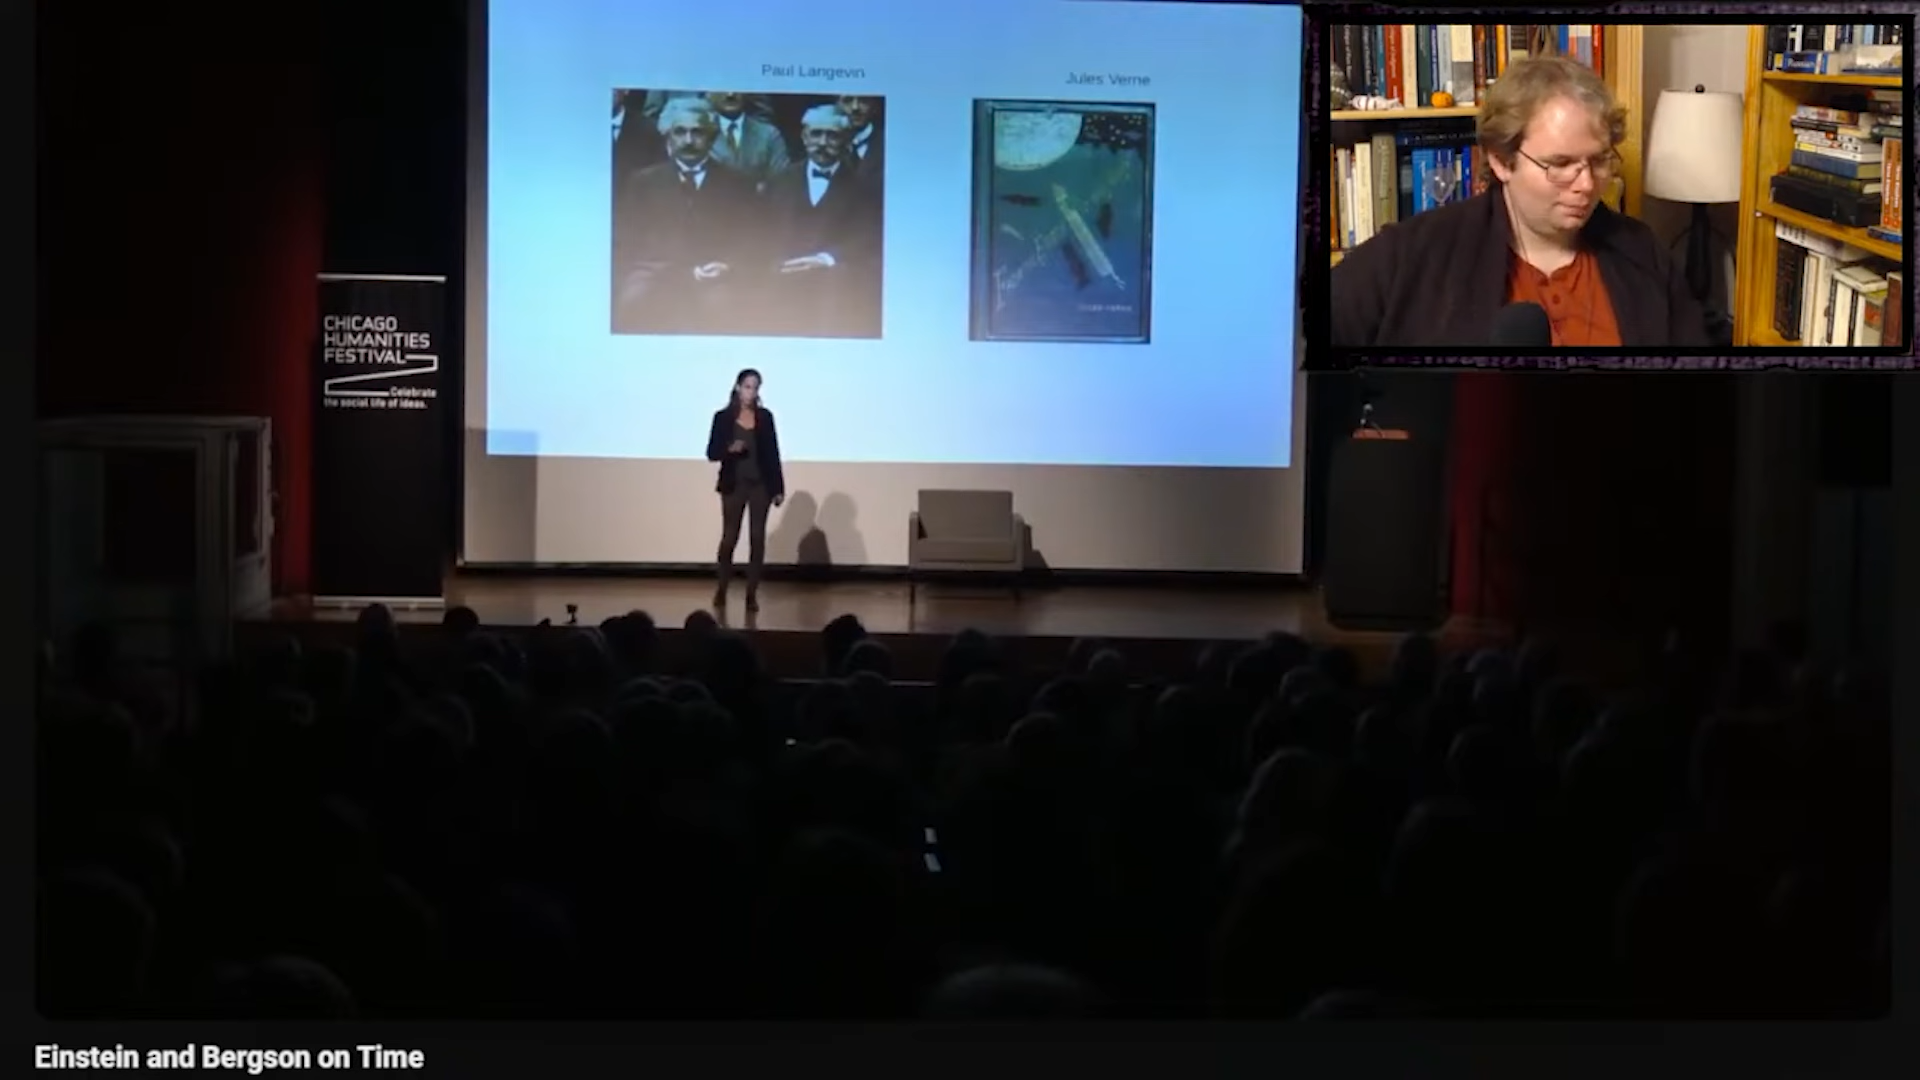 Paul Langevin
Jules Verne
CHICAGO
HUMANITIES
FESTIVAL
Celebrate
the social life of ideas.
Einstein and Bergson on Time